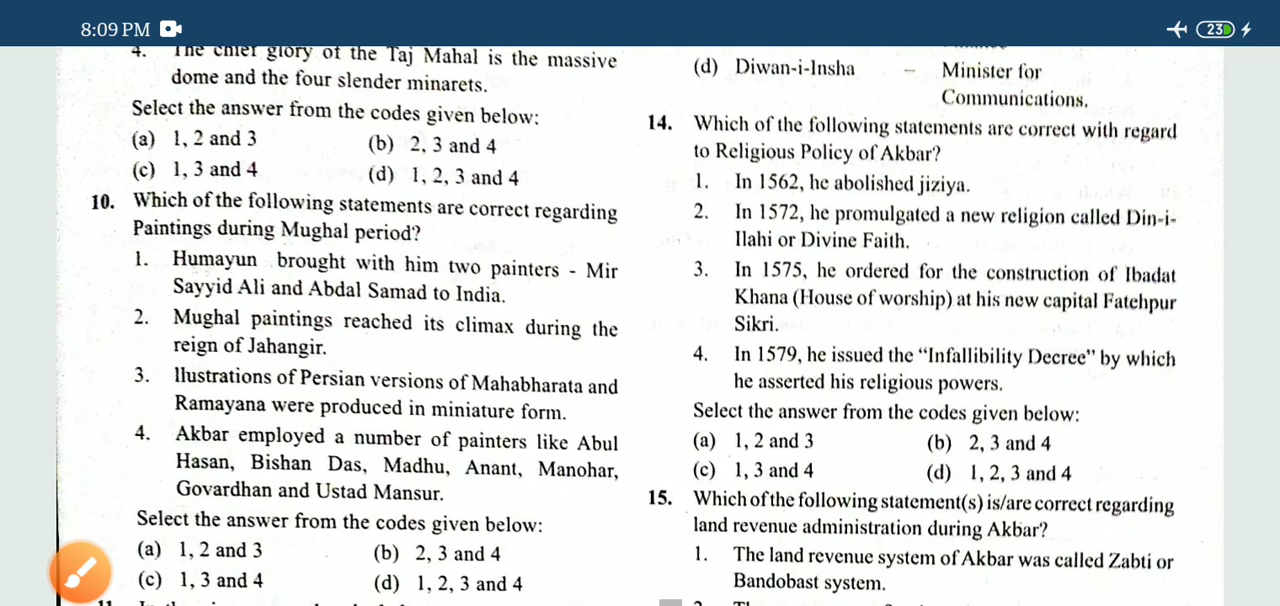 8:09 PM
23
4. The chief glory of the Taj Mahal is the massive
dome and the four slender minarets.
Select the answer from the codes given below:
(a) 1, 2 and 3 (b) 2, 3 and 4
(c) 1, 3 and 4 (d) 1, 2, 3 and 4
10. Which of the following statements are correct regarding
Paintings during Mughal period?
1. Humayun brought with him two painters - Mir
Sayyid Ali and Abdal Samad to India.
2. Mughal paintings reached its climax during the
reign of Jahangir.
3. Ilustrations of Persian versions of Mahabharata and
Ramayana were produced in miniature form.
4. Akbar employed a number of painters like Abul
Hasan, Bishan Das, Madhu, Anant, Manohar,
Govardhan and Ustad Mansur.
Select the answer from the codes given below:
(a) 1, 2 and 3 (b) 2, 3 and 4
(c) 1, 3 and 4 (d) 1, 2, 3 and 4
(d) Diwan-i-Insha – Minister for
Communications.
14. Which of the following statements are correct with regard
to Religious Policy of Akbar?
1. In 1562, he abolished jiziya.
2. In 1572, he promulgated a new religion called Din-i-
Ilahi or Divine Faith.
3. In 1575, he ordered for the construction of Ibadat
Khana (House of worship) at his new capital Fatehpur
Sikri.
4. In 1579, he issued the “Infallibility Decree” by which
he asserted his religious powers.
Select the answer from the codes given below:
(a) 1, 2 and 3 (b) 2, 3 and 4
(c) 1, 3 and 4 (d) 1, 2, 3 and 4
15. Which of the following statement(s) is/are correct regarding
land revenue administration during Akbar?
1. The land revenue system of Akbar was called Zabti or
Bandobast system.